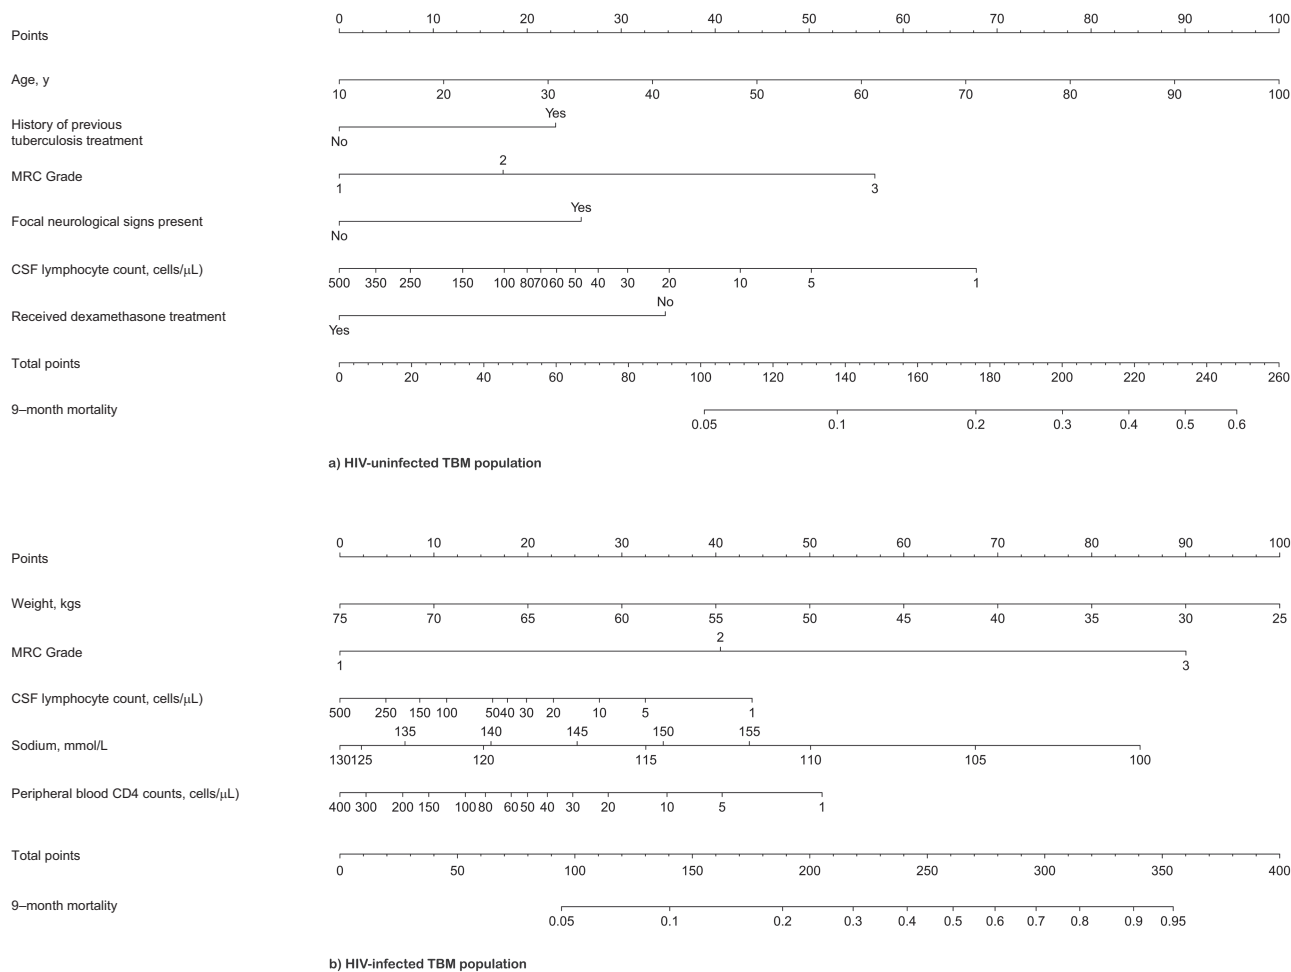 0 10 20 30 40 50 60 70 80 90 100
Points
Age, y
10 20 30 40 50 60 70 80 90 100
Yes
History of previous
tuberculosis treatment
No
2
MRC Grade
1 3
Yes
Focal neurological signs present
No
CSF lymphocyte count, cells/μL)
500 350 250 150 100 80 70 60 50 40 30 20 10 5 1
No
Received dexamethasone treatment
Yes
Total points
0 20 40 60 80 100 120 140 160 180 200 220 240 260
9–month mortality
0.05 0.1 0.2 0.3 0.4 0.5 0.6
a) HIV-uninfected TBM population
0 10 20 30 40 50 60 70 80 90 100
Points
Weight, kgs
75 70 65 60 55 50 45 40 35 30 25
2
MRC Grade
1 3
CSF lymphocyte count, cells/μL)
500 250 150 100 50 40 30 20 10 5 1
135 140 145 150 155
Sodium, mmol/L
130 125 120 115 110 105 100
Peripheral blood CD4 counts, cells/μL)
400 300 200 150 100 80 60 50 40 30 20 10 5 1
Total points
0 50 100 150 200 250 300 350 400
9–month mortality
0.05 0.1 0.2 0.3 0.4 0.5 0.6 0.7 0.8 0.9 0.95
b) HIV-infected TBM population